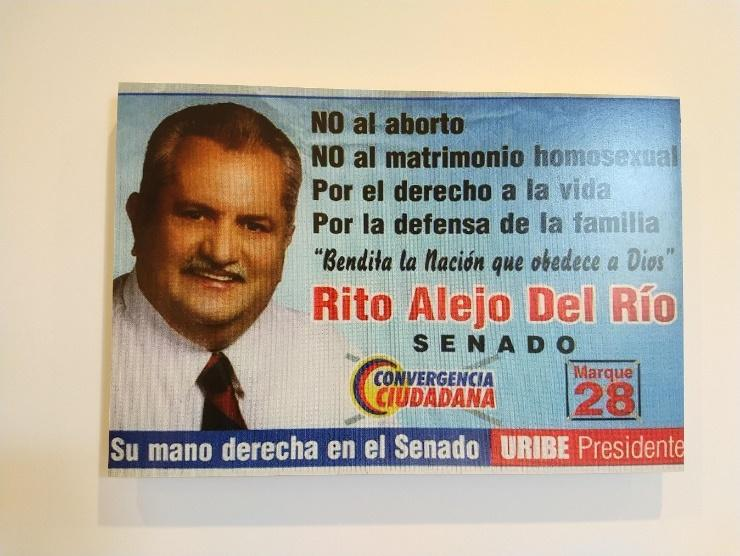 NO al aborto
NO al matrimonio homosexual
Por el derecho a la vida
Por la defensa de la familia
"Bendita la Nación que obedece a Dios"
Rito Alejo Del Río
SENADO
CONVERGENCIA
CIUDADANA
Marque
28
Su mano derecha en el Senado URIBE Presidente